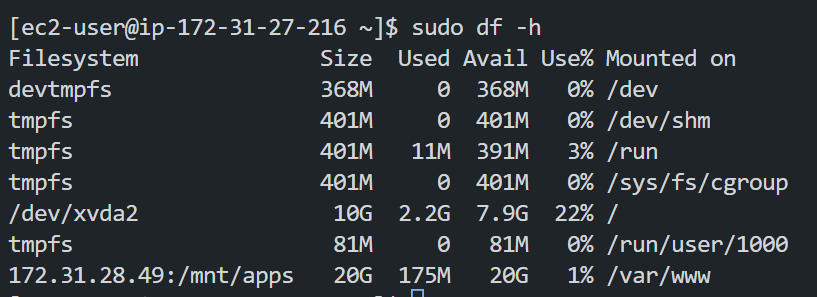 [ec2-user@ip-172-31-27-216 ~]$ sudo df -h
Filesystem Size Used Avail Use% Mounted on
devtmpfs 368M 0 368M 0% /dev
tmpfs 401M 0 401M 0% /dev/shm
tmpfs 401M 11M 391M 3% /run
tmpfs 401M 0 401M 0% /sys/fs/cgroup
/dev/xvda2 10G 2.2G 7.9G 22% /
tmpfs 81M 0 81M 0% /run/user/1000
172.31.28.49:/mnt/apps 20G 175M 20G 1% /var/www